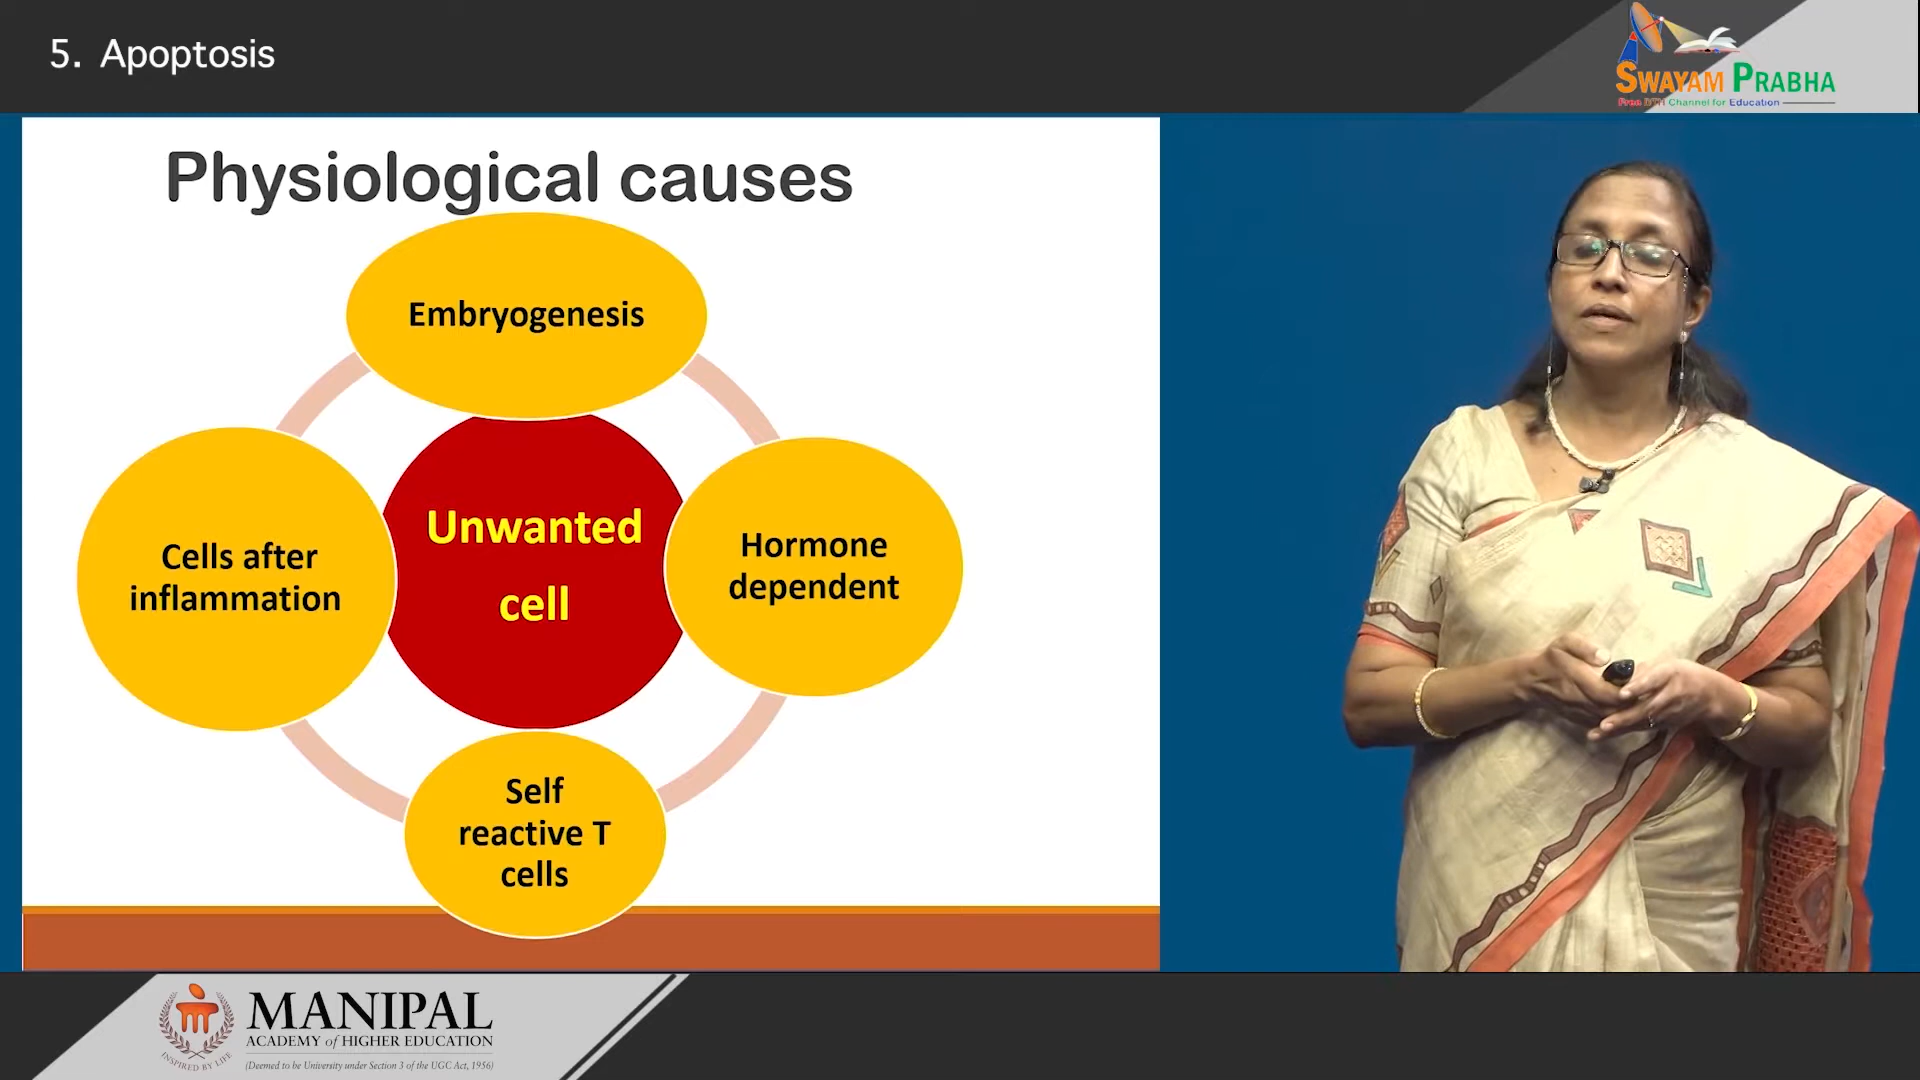 5. Apoptosis
SWAYAM PRABHA
Free DTH Channel for Education
Physiological causes
Embryogenesis
Cells after
inflammation
Unwanted
cell
Hormone
dependent
Self
reactive T
cells
INSPIRED BY LIFE
MANIPAL
ACADEMY of HIGHER EDUCATION
(Deemed to be University under Section 3 of the UGC Act, 1956)